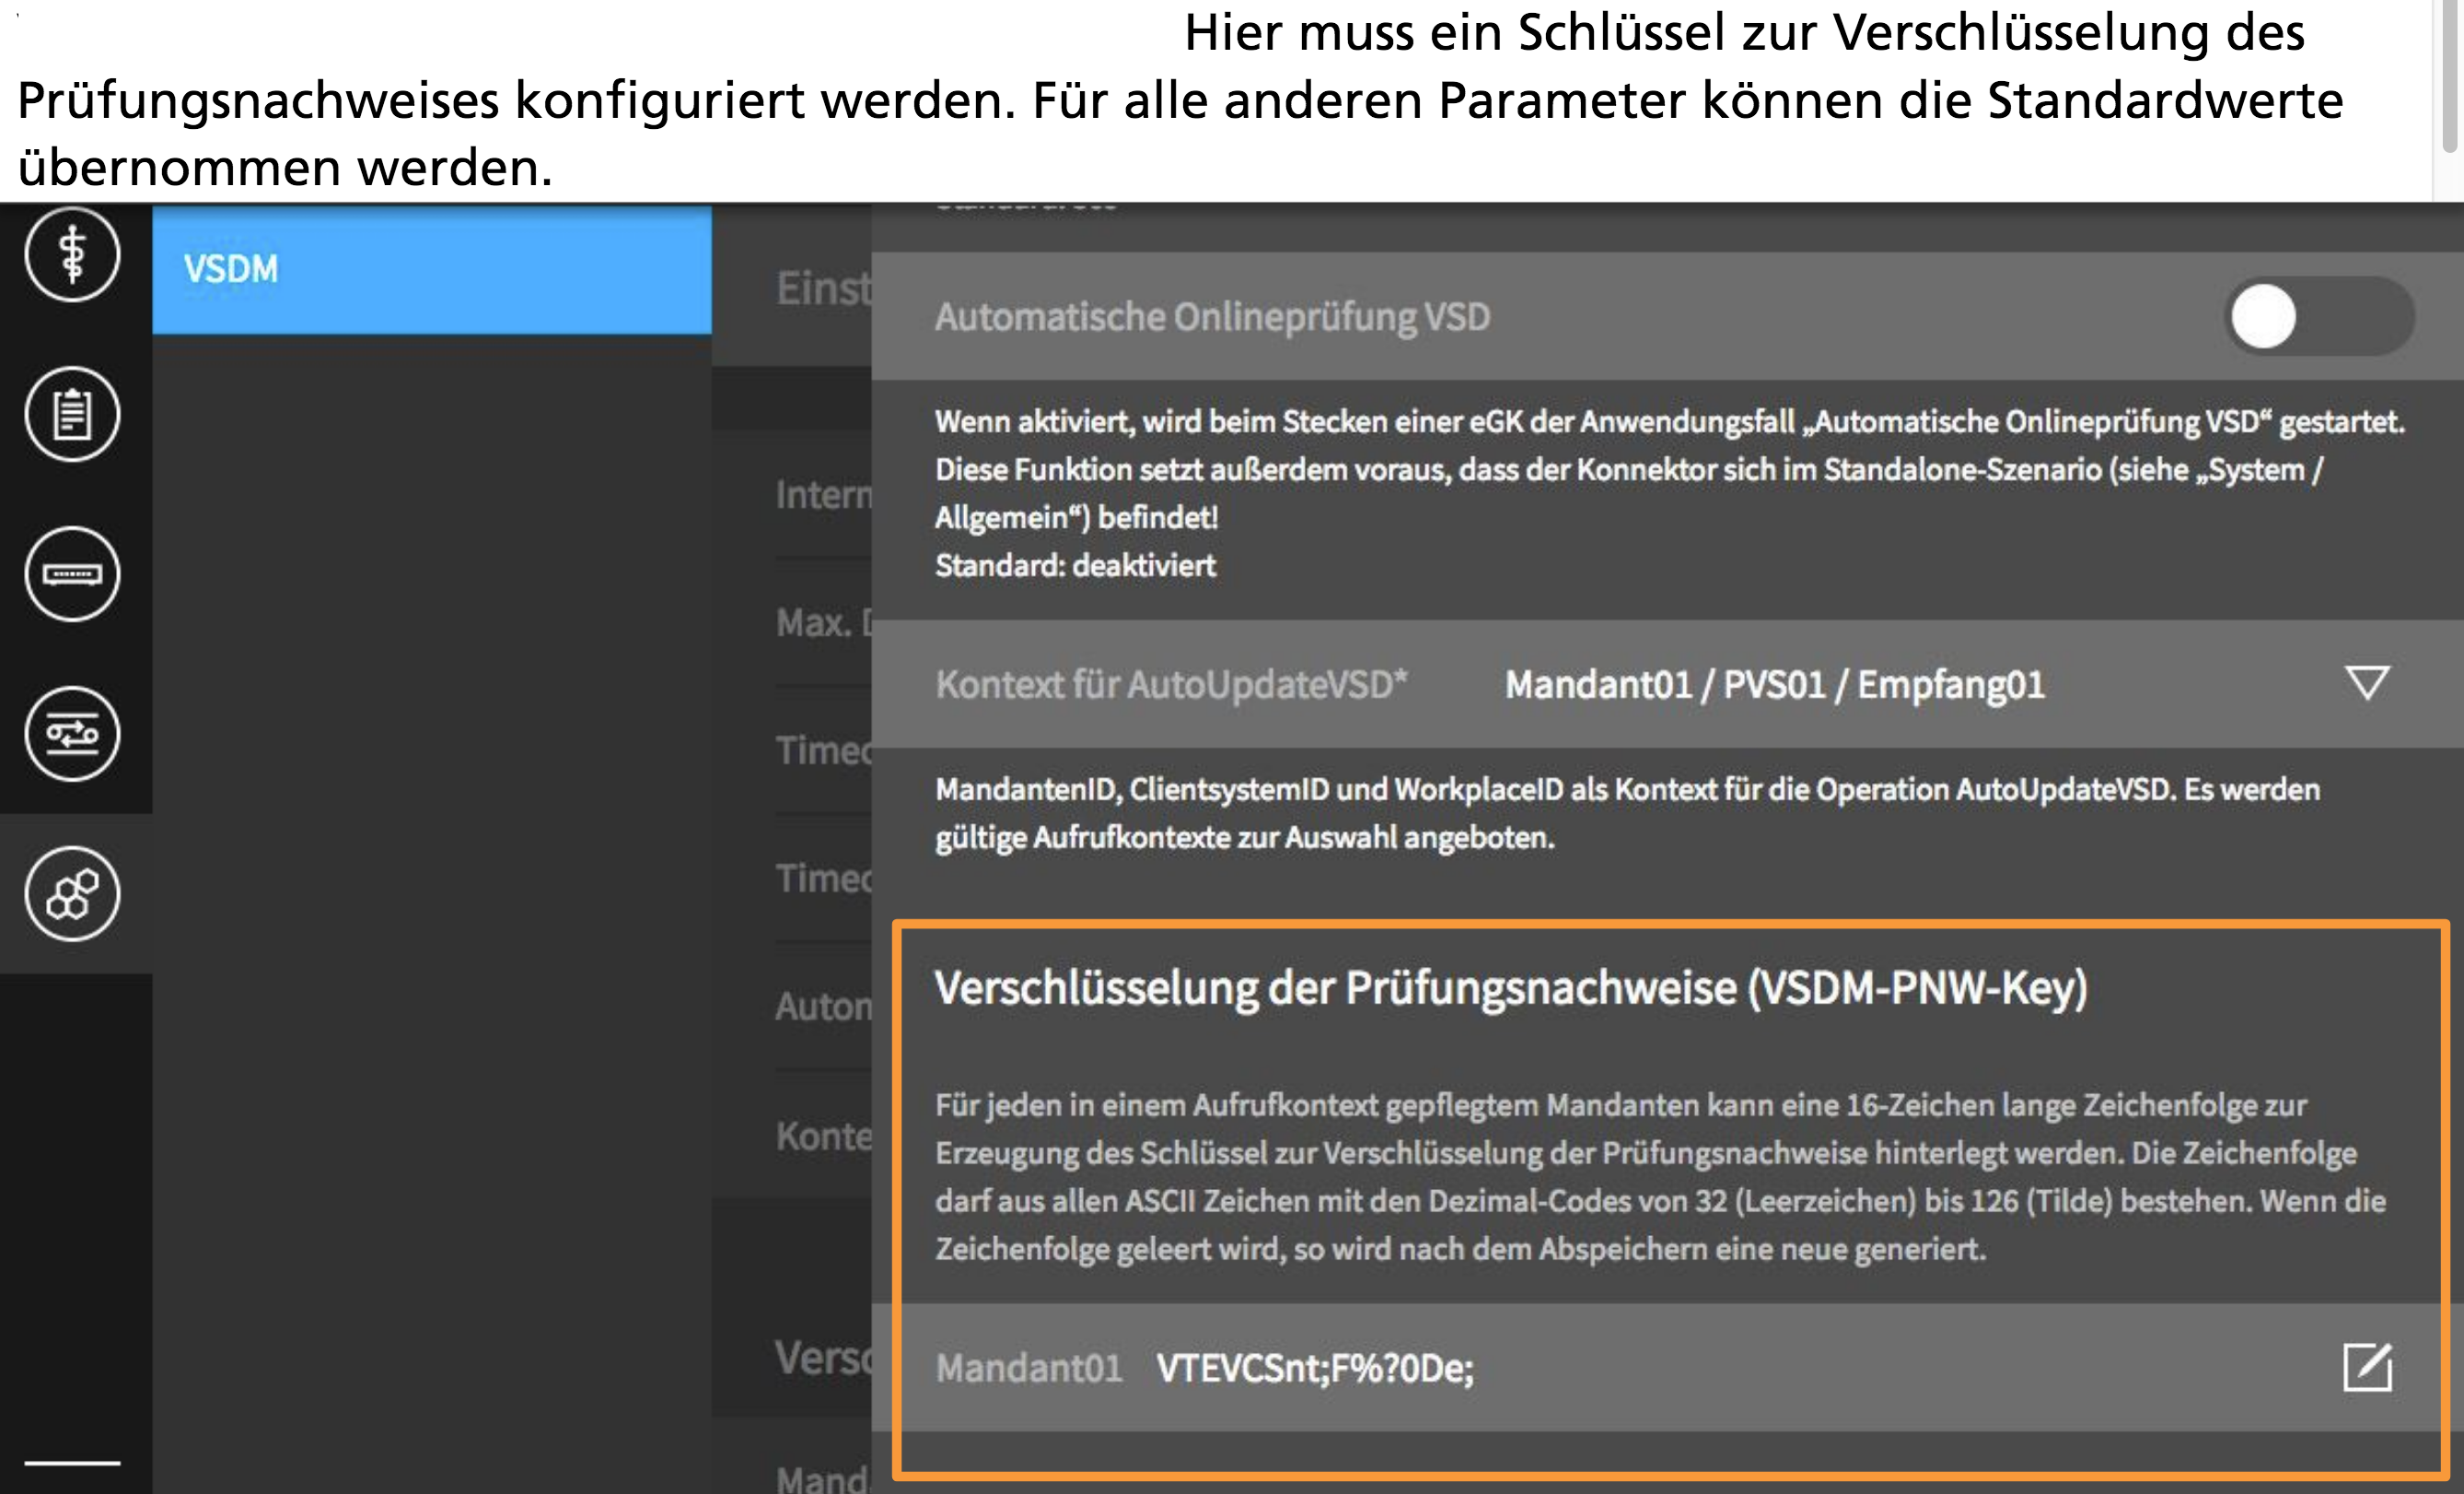 Hier muss ein Schlüssel zur Verschlüsselung des
Prüfungsnachweises konfiguriert werden. Für alle anderen Parameter können die Standardwerte
übernommen werden.
VSDM
Einst
Automatische Onlineprüfung VSD
Wenn aktiviert, wird beim Stecken einer eGK der Anwendungsfall „Automatische Onlineprüfung VSD“ gestartet.
Diese Funktion setzt außerdem voraus, dass der Konnektor sich im Standalone-Szenario (siehe „System /
Allgemein“) befindet!
Standard: deaktiviert
Intern
Max. D
Kontext für AutoUpdateVSD* Mandant01 / PVS01 / Empfang01
Timeo
MandantenID, ClientsystemID und WorkplaceID als Kontext für die Operation AutoUpdateVSD. Es werden
gültige Aufrufkontexte zur Auswahl angeboten.
Timeo
Verschlüsselung der Prüfungsnachweise (VSDM-PNW-Key)
Autom
Für jeden in einem Aufrufkontext gepflegtem Mandanten kann eine 16-Zeichen lange Zeichenfolge zur
Erzeugung des Schlüssel zur Verschlüsselung der Prüfungsnachweise hinterlegt werden. Die Zeichenfolge
darf aus allen ASCII Zeichen mit den Dezimal-Codes von 32 (Leerzeichen) bis 126 (Tilde) bestehen. Wenn die
Zeichenfolge geleert wird, so wird nach dem Abspeichern eine neue generiert.
Konte
Versc
Mandant01 VTEVCSnt;F%?0De;
Mand